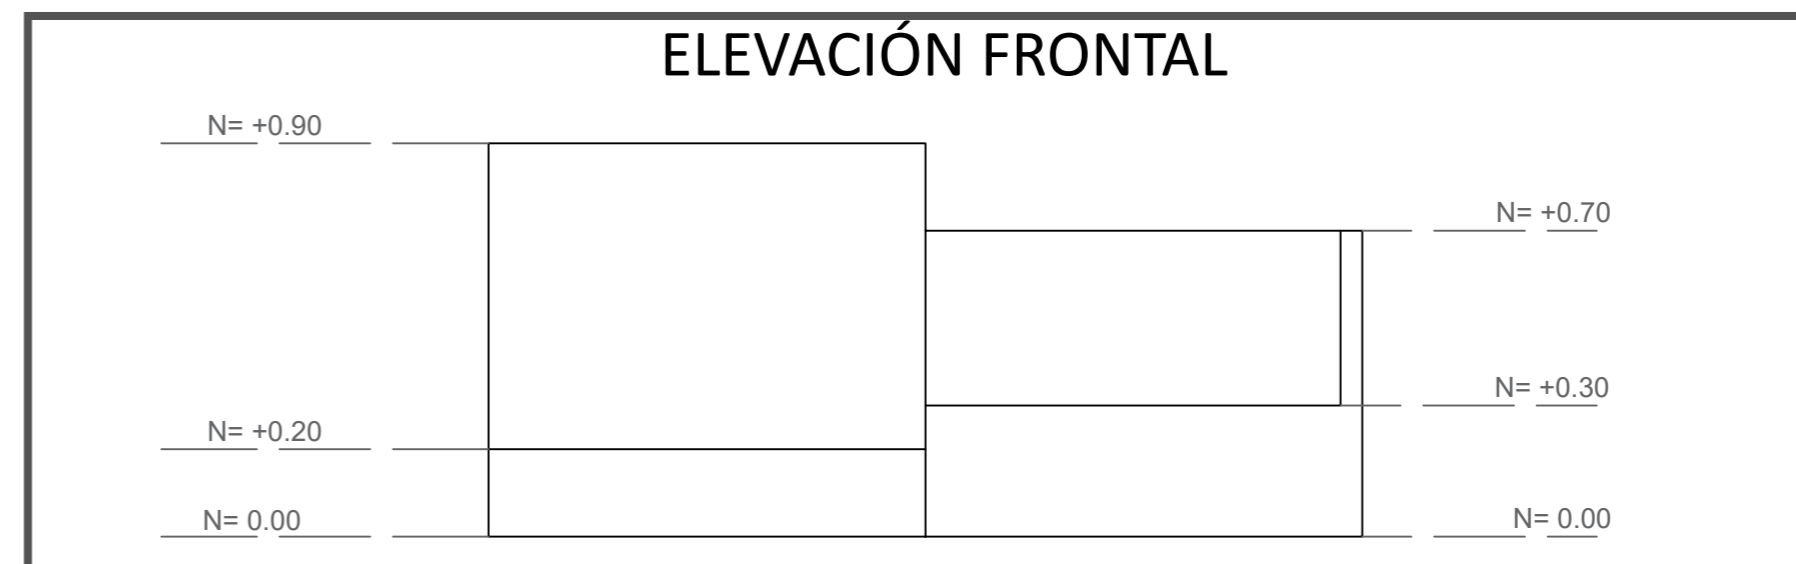 ELEVACIÓN FRONTAL
N= +0.90
N= +0.70
N= +0.30
N= +0.20
N= 0.00
N= 0.00